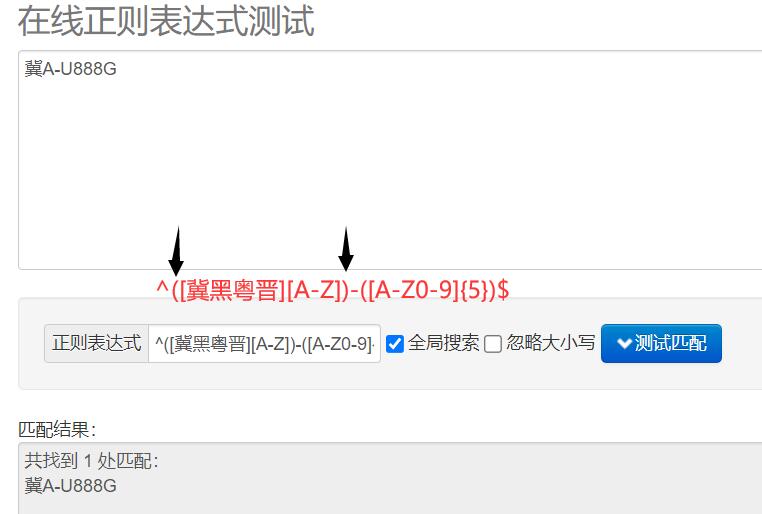 在线正则表达式测试
冀A-U888G
^([冀黑粤晋][A-Z])-([A-Z0-9]{5})$
正则表达式 ^([冀黑粤晋][A-Z])-([A-Z0-9]{ 全局搜索 忽略大小写 测试匹配
匹配结果：
共找到 1 处匹配：
冀A-U888G